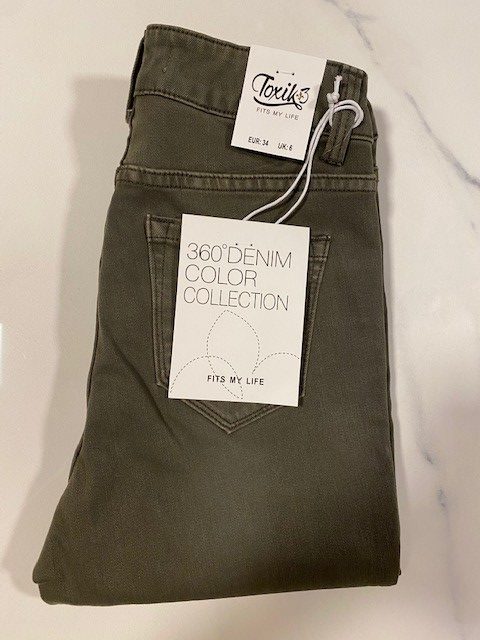 Toxik3
FITS MY LIFE
EUR: 34 UK: 6
360°DENIM
COLOR
COLLECTION
FITS MY LIFE